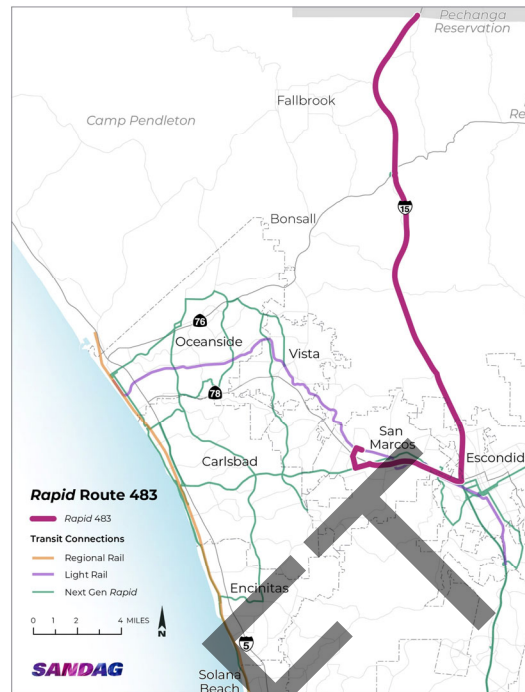 Pechanga
Reservation
Fallbrook
Camp Pendleton
Bonsall
15
76
Oceanside
Vista
78
San
Marcos
Escondid
Carlsbad
Rapid Route 483
Rapid 483
Transit Connections
Regional Rail
Light Rail
Next Gen Rapid
Encinitas
0 2 4 MILES
N
5
SANDAG
Solana
Beach